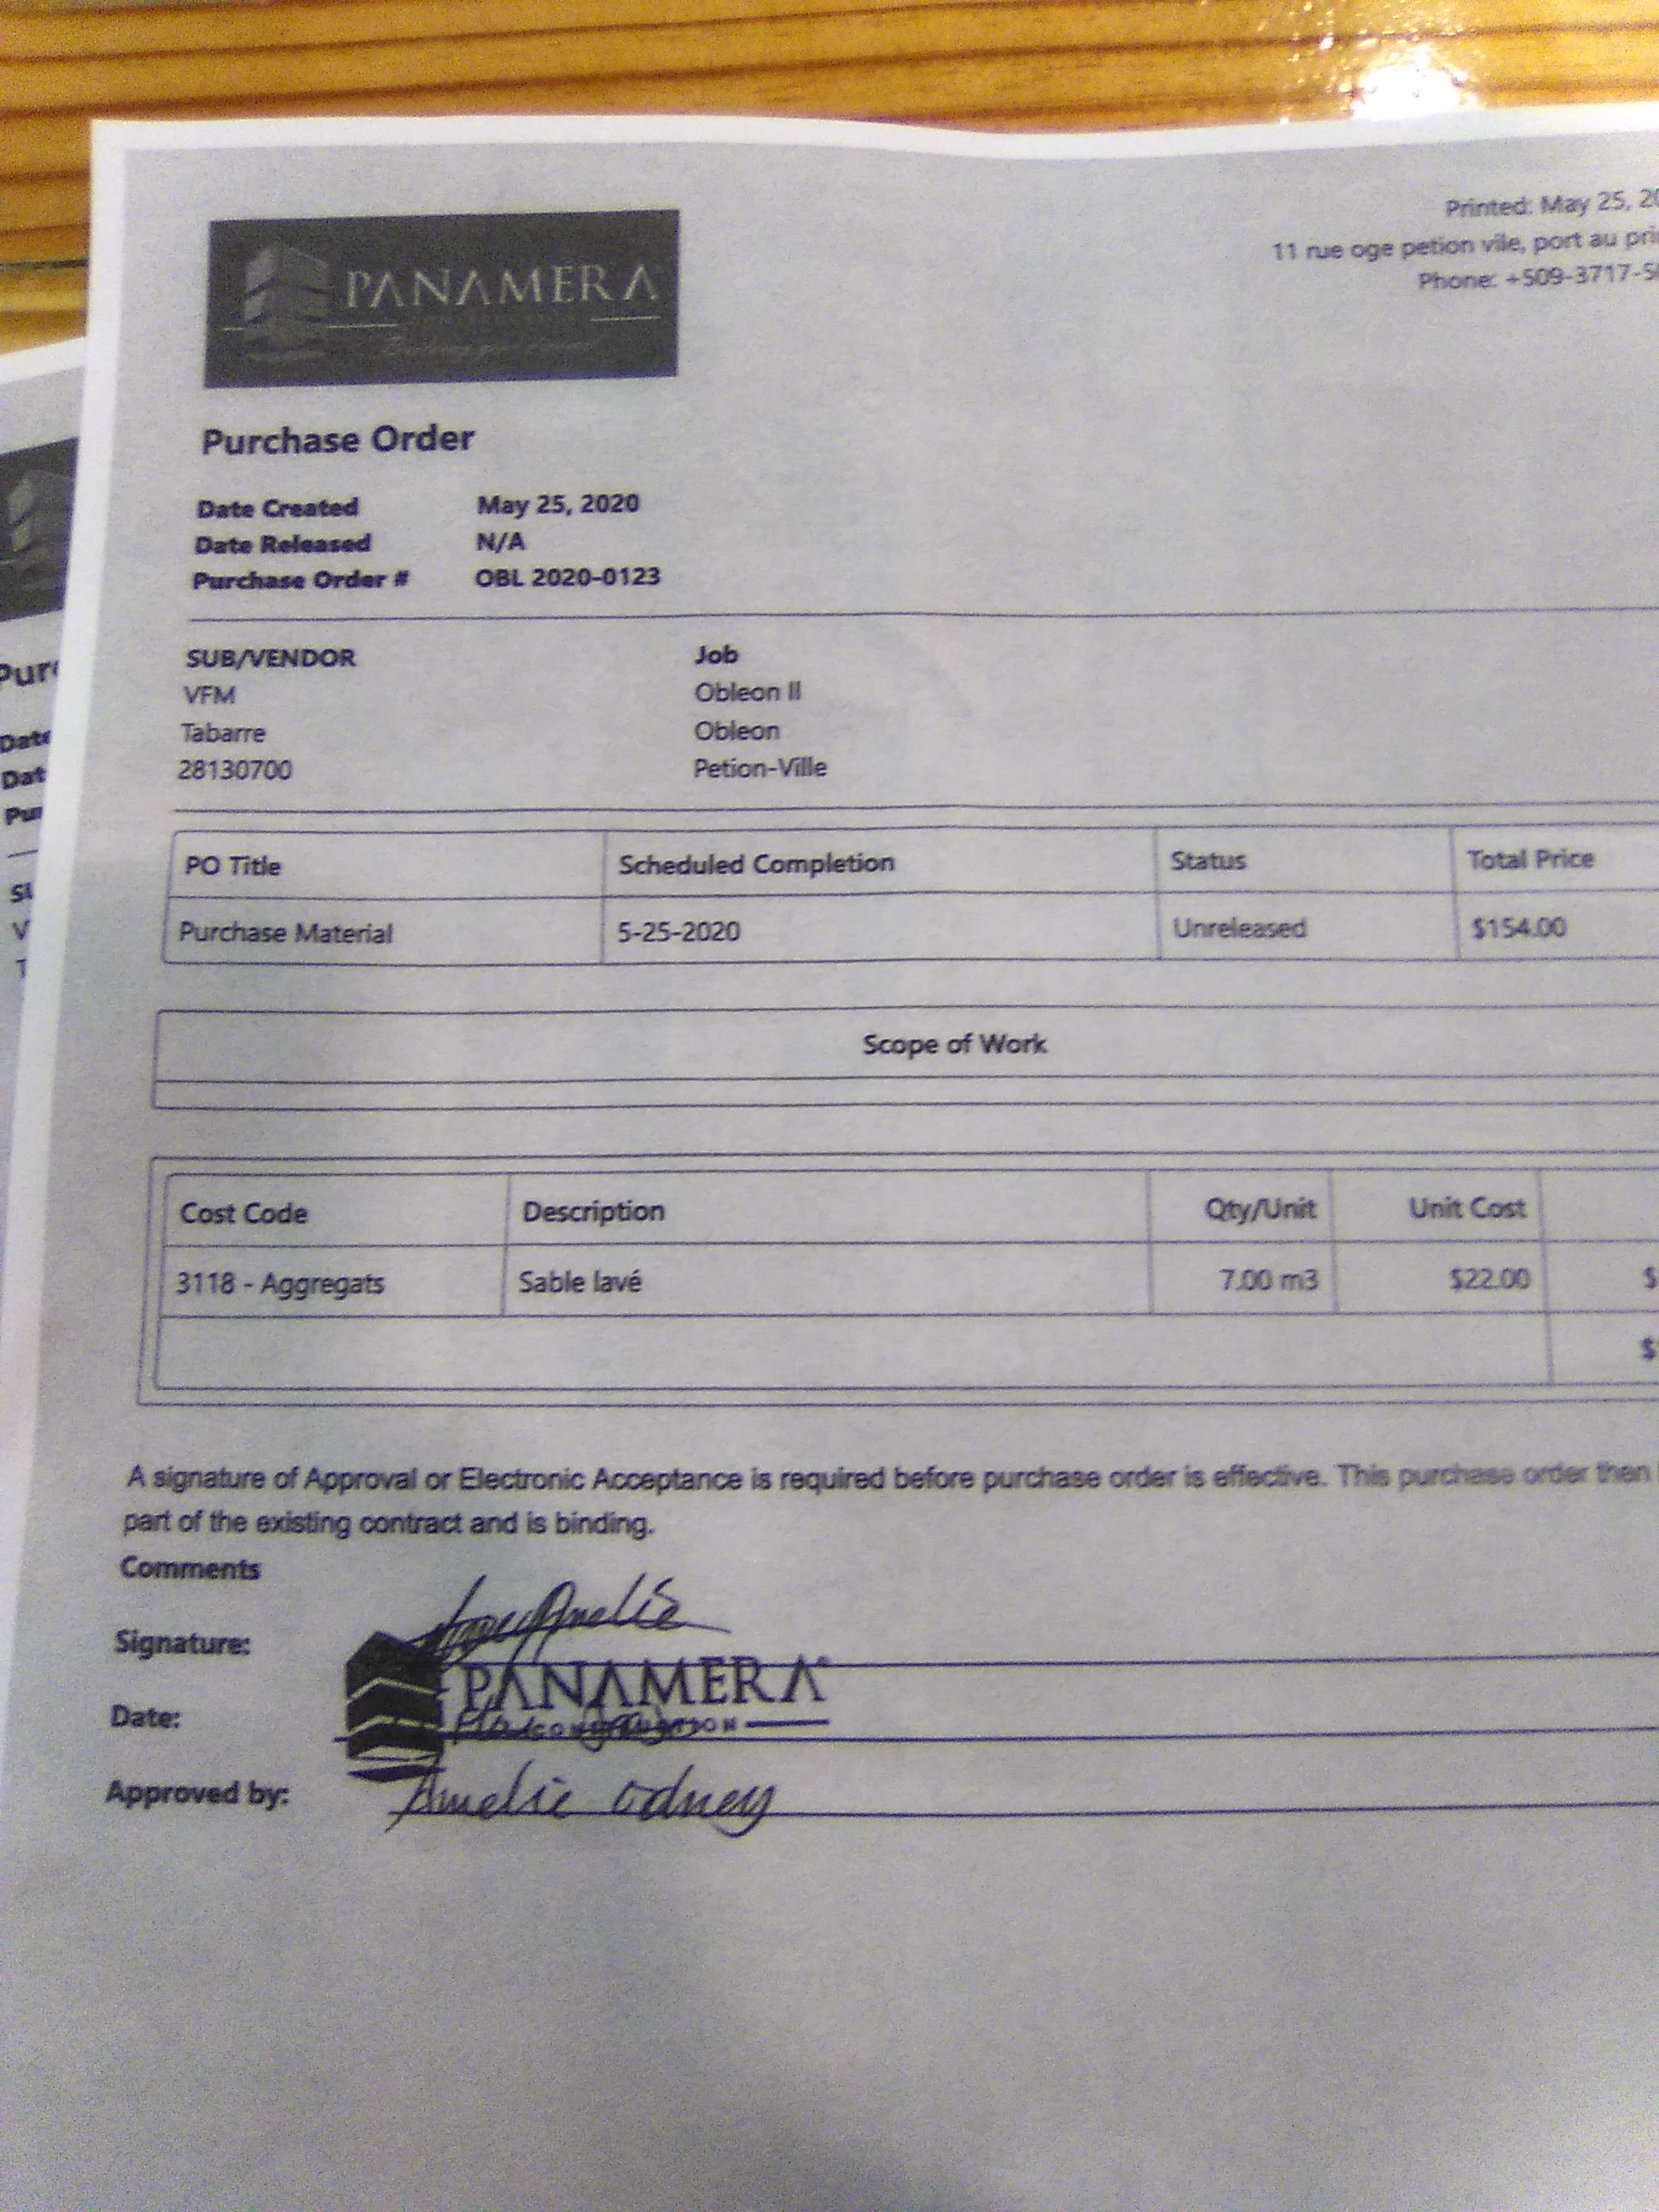 Printed: May 25, 20
11 rue oge petion vile, port au pri
Phone: +509-3717-5
PANAMERA
Purchase Order
Date Created May 25, 2020
Date Released N/A
Purchase Order # OBL 2020-0123
SUB/VENDOR Job
VFM Obleon II
Tabarre Obleon
28130700 Petion-Ville
PO Title Scheduled Completion Status Total Price
Purchase Material 5-25-2020 Unreleased $154.00
Scope of Work
Cost Code Description Qty/Unit Unit Cost
3118 - Aggregats Sable lavé 7.00 m3 $22.00 $
$
A signature of Approval or Electronic Acceptance is required before purchase order is effective. This purchase order then
part of the existing contract and is binding.
Comments
Signature:
PANAMERA
CONSTRUCTION
Date:
Approved by: Amelie Odney
Pur
Date
Dat
Pur